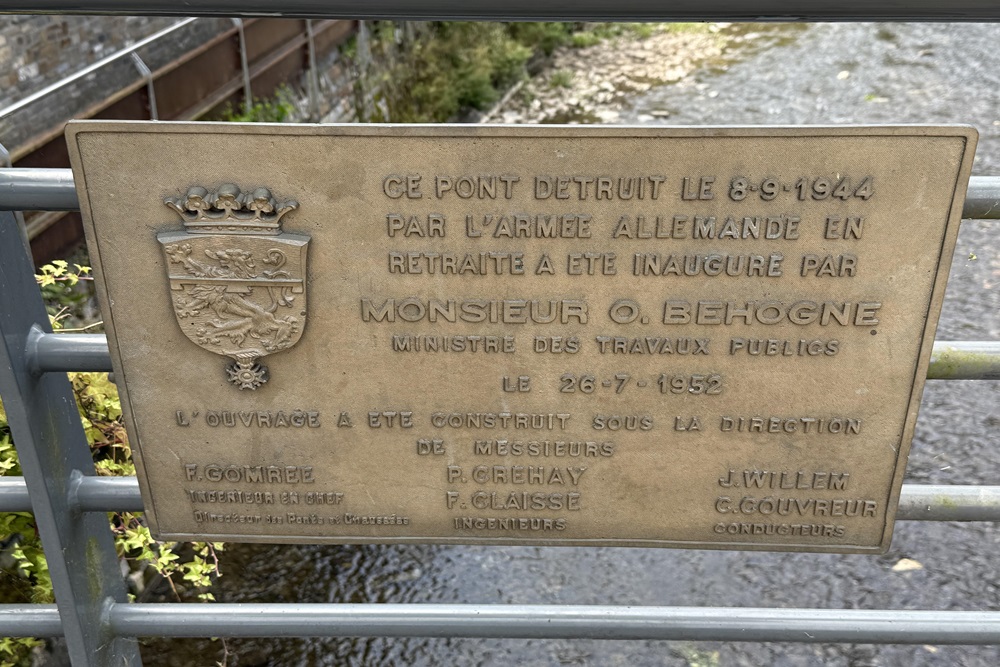 CE PONT DETRUIT LE 8-9-1944
PAR L'ARMEE ALLEMANDE EN
RETRAITE A ETE INAUGURE PAR
MONSIEUR O. BEHOGNE
MINISTRE DES TRAVAUX PUBLICS
LE 26-7-1952
L'OUVRAGE A ETE CONSTRUIT SOUS LA DIRECTION
DE MESSIEURS
F. GOMREE
INGENIEUR EN CHEF
Directeur des Ponts et Chaussées
P. CREHAY
F. CLAISSE
INGENIEURS
J. WILLEM
C. COUVREUR
CONDUCTEURS